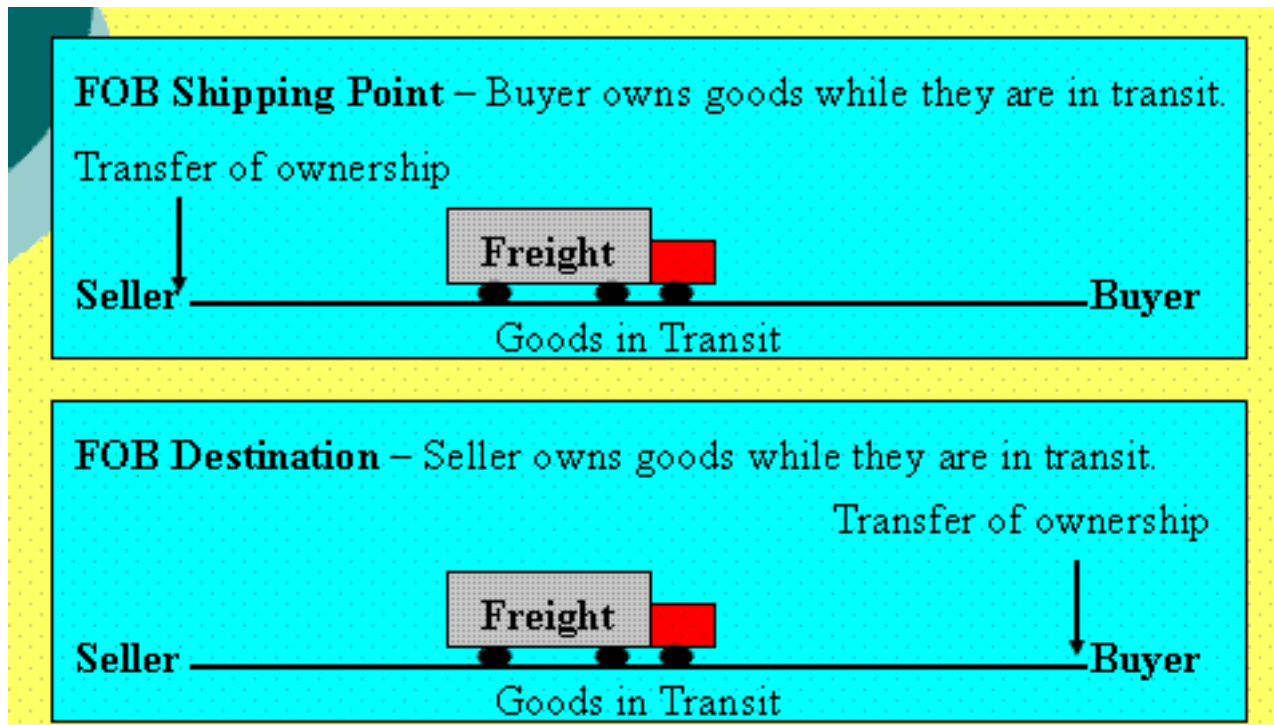 FOB Shipping Point – Buyer owns goods while they are in transit.
Transfer of ownership
Freight
Seller
Buyer
Goods in Transit
FOB Destination – Seller owns goods while they are in transit.
Transfer of ownership
Freight
Seller
Buyer
Goods in Transit